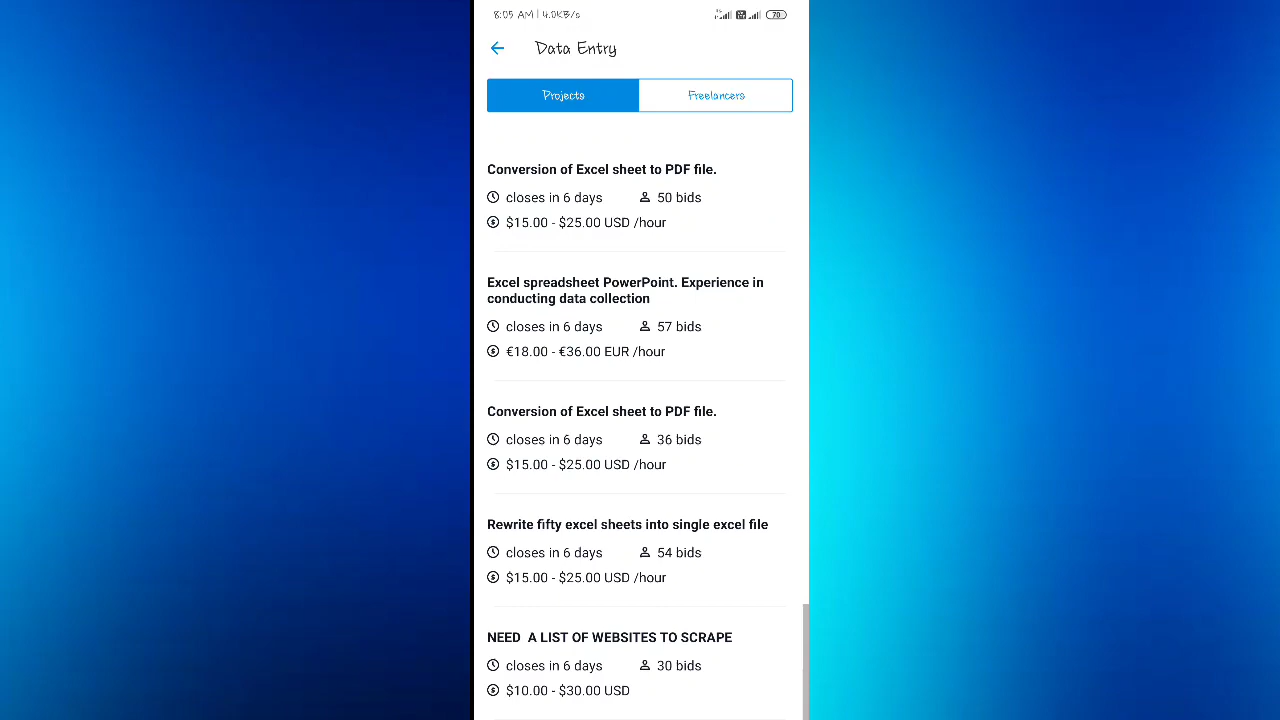 8:05 AM | 4.0KB/s
70
Data Entry
Projects
Freelancers
Conversion of Excel sheet to PDF file.
closes in 6 days 50 bids
$15.00 - $25.00 USD /hour
Excel spreadsheet PowerPoint. Experience in
conducting data collection
closes in 6 days 57 bids
€18.00 - €36.00 EUR /hour
Conversion of Excel sheet to PDF file.
closes in 6 days 36 bids
$15.00 - $25.00 USD /hour
Rewrite fifty excel sheets into single excel file
closes in 6 days 54 bids
$15.00 - $25.00 USD /hour
NEED A LIST OF WEBSITES TO SCRAPE
closes in 6 days 30 bids
$10.00 - $30.00 USD